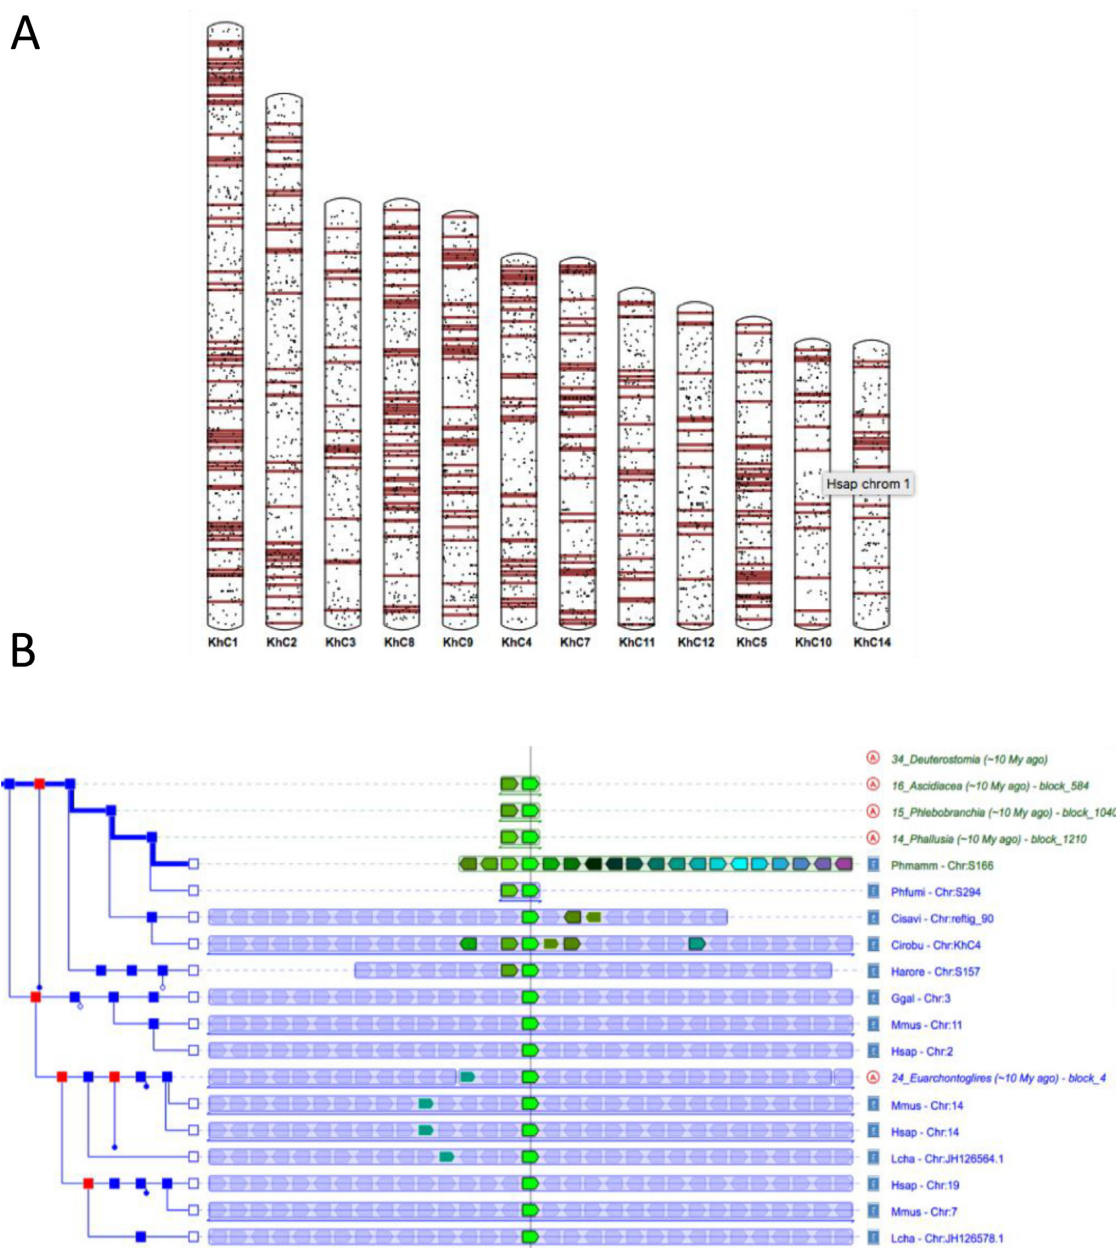 A
Hsap chrom 1
KhC1 KhC2 KhC3 KhC8 KhC9 KhC4 KhC7 KhC11 KhC12 KhC5 KhC10 KhC14
B
A 34_Deuterostomia (~10 My ago)
A 16_Ascidiacea (~10 My ago) - block_584
A 15_Phlebobranchia (~10 My ago) - block_1040
A 14_Phallusia (~10 My ago) - block_1210
Phmamm - Chr:S166
Phfumi - Chr:S294
Cisavi - Chr:reftig_90
Cirobu - Chr:KhC4
Harore - Chr:S157
Ggal - Chr:3
Mmus - Chr:11
Hsap - Chr:2
A 24_Euarchontoglires (~10 My ago) - block_4
Mmus - Chr:14
Hsap - Chr:14
Lcha - Chr:JH126564.1
Hsap - Chr:19
Mmus - Chr:7
Lcha - Chr:JH126578.1